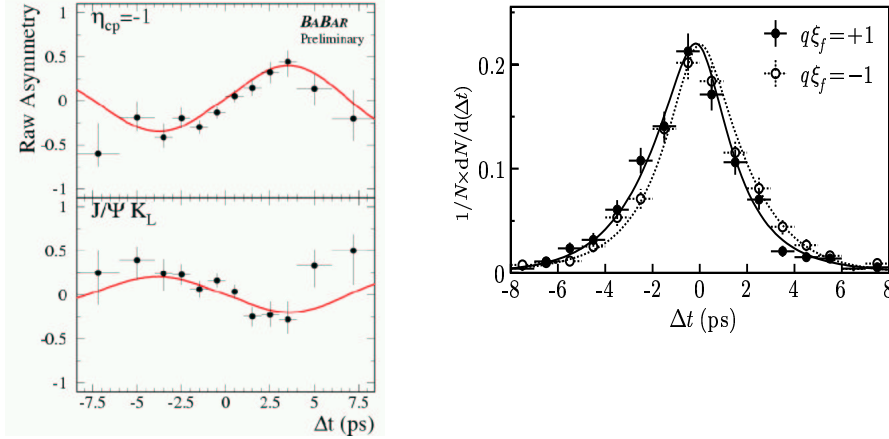 η_cp=-1
BABAR
Preliminary
Raw Asymmetry
1
0.5
0
-0.5
-1
J/Ψ K_L
1
0.5
0
-0.5
-1
-7.5 -5 -2.5 0 2.5 5 7.5
Δt (ps)
qξ_f=+1
qξ_f=−1
1/N×dN/d(Δt)
0.2
0.1
0
-8 -6 -4 -2 0 2 4 6 8
Δt (ps)